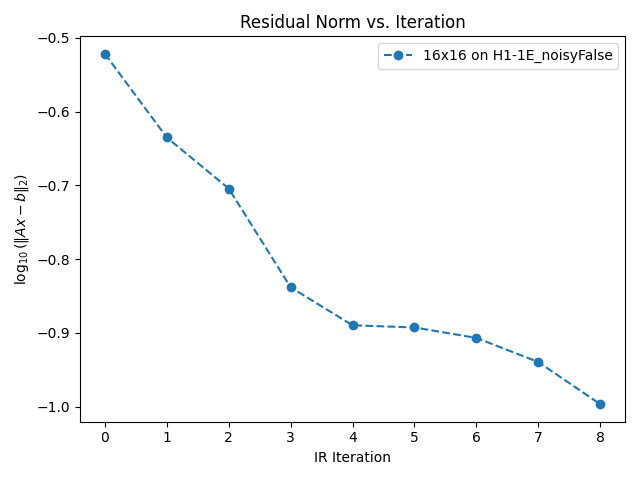 Residual Norm vs. Iteration
16x16 on H1-1E_noisyFalse
−0.5
−0.6
−0.7
−0.8
−0.9
−1.0
log₁₀(‖Ax − b‖₂)
0 1 2 3 4 5 6 7 8
IR Iteration